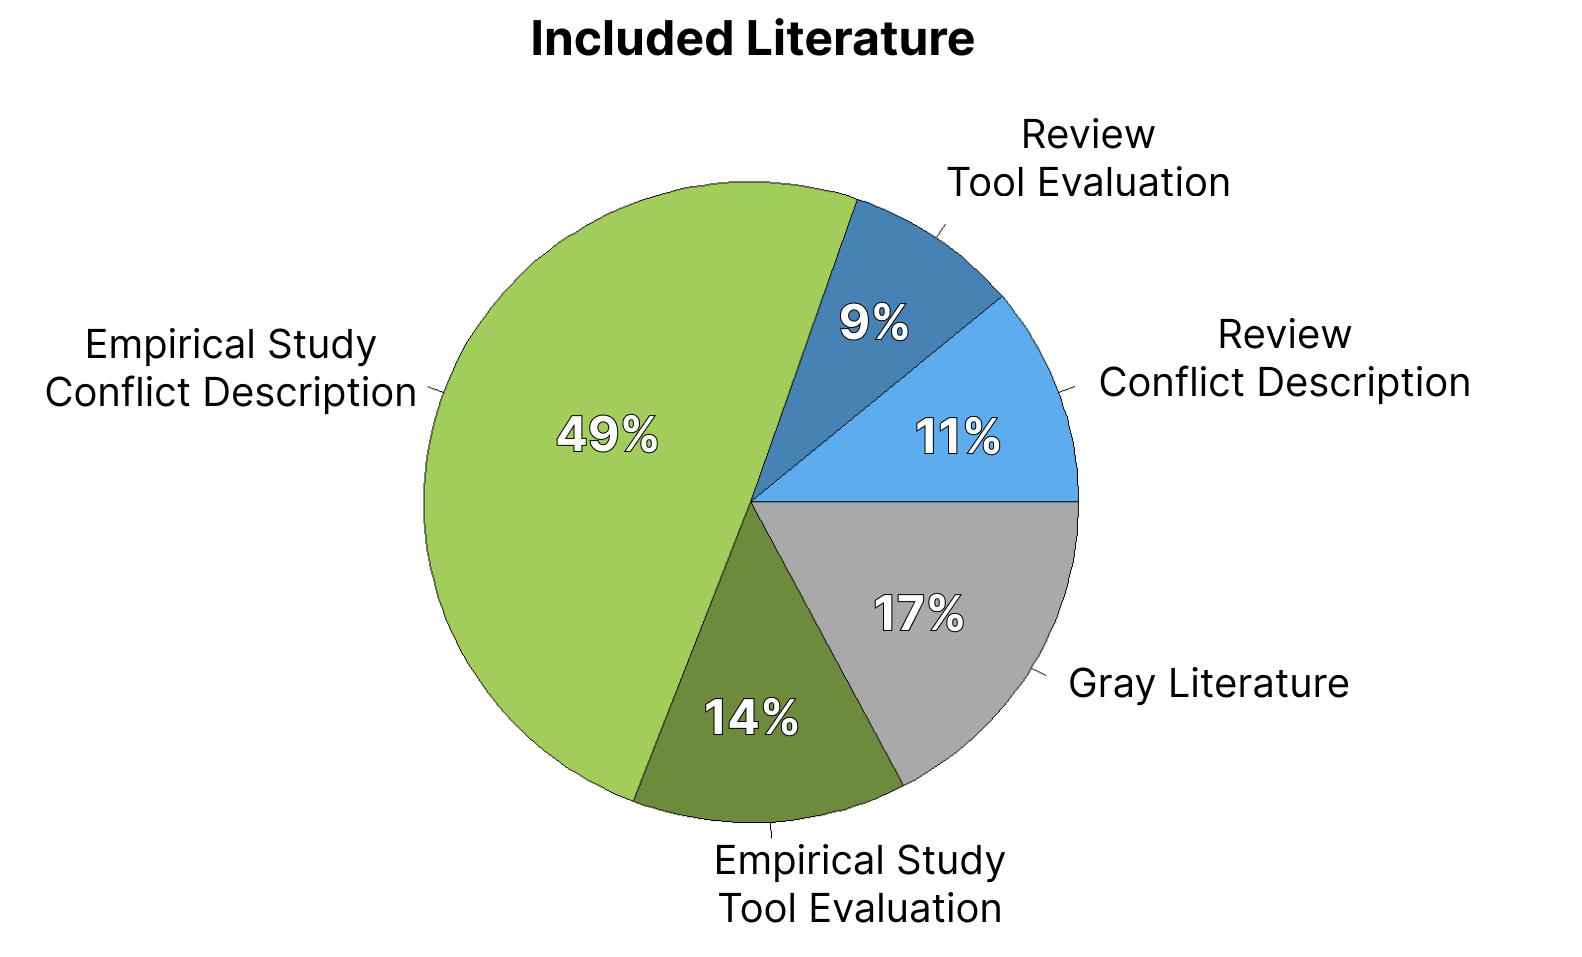 Included Literature
Review
Tool Evaluation
Review
Conflict Description
Empirical Study
Conflict Description
9%
11%
49%
17%
14%
Gray Literature
Empirical Study
Tool Evaluation